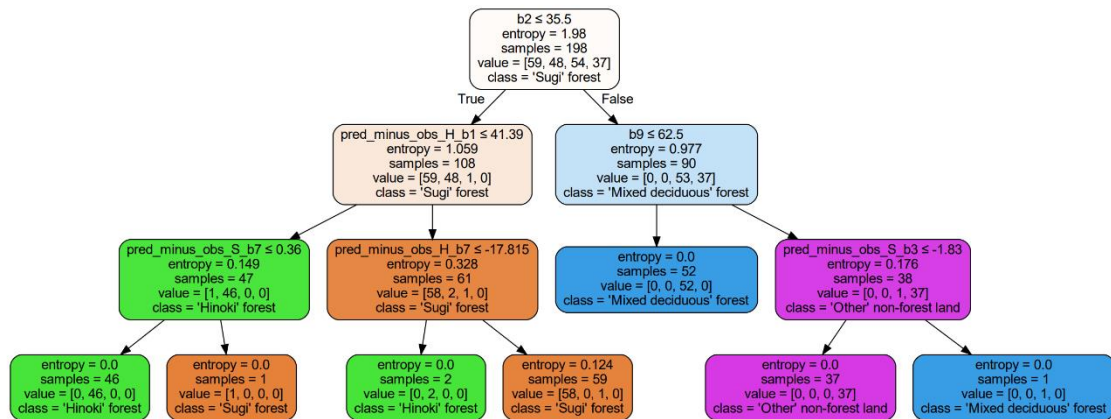 b2 ≤ 35.5
entropy = 1.98
samples = 198
value = [59, 48, 54, 37]
class = 'Sugi' forest
True
False
pred_minus_obs_H_b1 ≤ 41.39
entropy = 1.059
samples = 108
value = [59, 48, 1, 0]
class = 'Sugi' forest
b9 ≤ 62.5
entropy = 0.977
samples = 90
value = [0, 0, 53, 37]
class = 'Mixed deciduous' forest
pred_minus_obs_S_b7 ≤ 0.36
entropy = 0.149
samples = 47
value = [1, 46, 0, 0]
class = 'Hinoki' forest
pred_minus_obs_H_b7 ≤ -17.815
entropy = 0.328
samples = 61
value = [58, 2, 1, 0]
class = 'Sugi' forest
entropy = 0.0
samples = 52
value = [0, 0, 52, 0]
class = 'Mixed deciduous' forest
pred_minus_obs_S_b3 ≤ -1.83
entropy = 0.176
samples = 38
value = [0, 0, 1, 37]
class = 'Other' non-forest land
entropy = 0.0
samples = 46
value = [0, 46, 0, 0]
class = 'Hinoki' forest
entropy = 0.0
samples = 1
value = [1, 0, 0, 0]
class = 'Sugi' forest
entropy = 0.0
samples = 2
value = [0, 2, 0, 0]
class = 'Hinoki' forest
entropy = 0.124
samples = 59
value = [58, 0, 1, 0]
class = 'Sugi' forest
entropy = 0.0
samples = 37
value = [0, 0, 0, 37]
class = 'Other' non-forest land
entropy = 0.0
samples = 1
value = [0, 0, 1, 0]
class = 'Mixed deciduous' forest